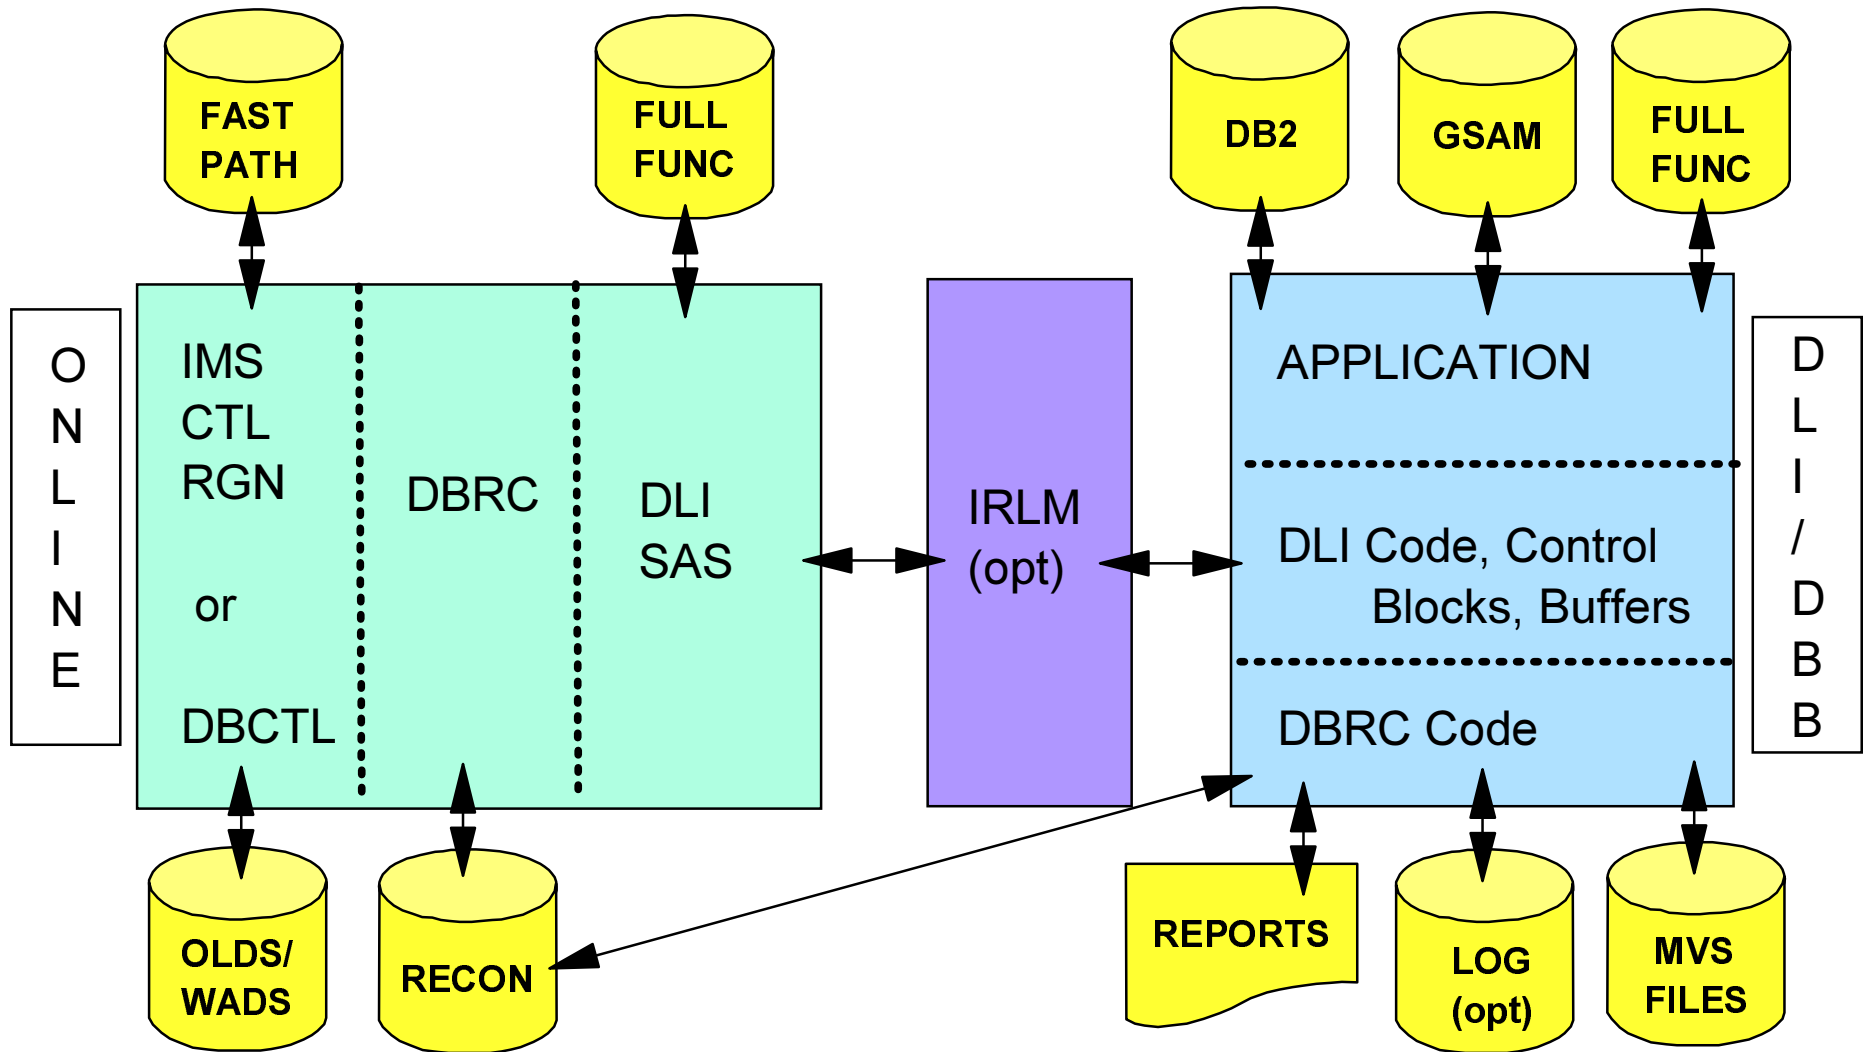 FAST
PATH
FULL
FUNC
DB2
GSAM
FULL
FUNC
O
N
L
I
N
E
IMS
CTL
RGN
or
DBCTL
DBRC
DLI
SAS
IRLM
(opt)
APPLICATION
DLI Code, Control
Blocks, Buffers
DBRC Code
D
L
I
/
D
B
B
OLDS/
WADS
RECON
REPORTS
LOG
(opt)
MVS
FILES